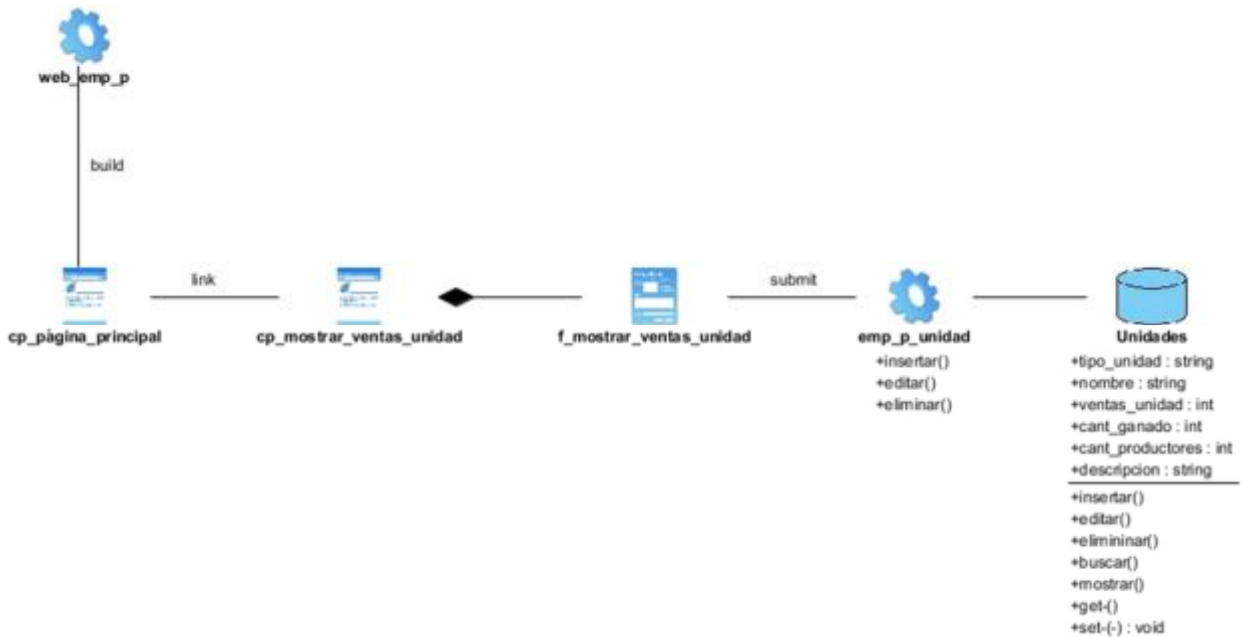 web_emp_p
build
link
submit
cp_página_principal
cp_mostrar_ventas_unidad
f_mostrar_ventas_unidad
emp_p_unidad
+insertar()
+editar()
+eliminar()
Unidades
+tipo_unidad : string
+nombre : string
+ventas_unidad : int
+cant_ganado : int
+cant_productores : int
+descripcion : string
+insertar()
+editar()
+elimininar()
+buscar()
+mostrar()
+get-()
+set-(-) : void